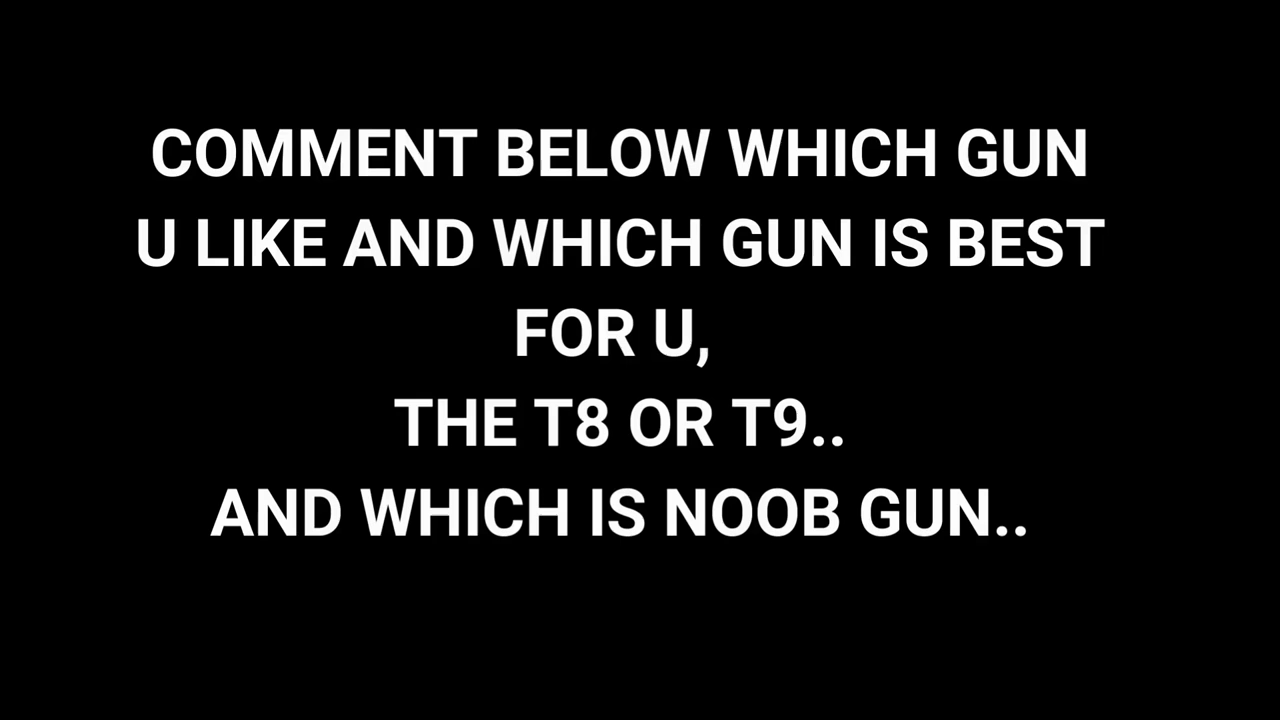 COMMENT BELOW WHICH GUN
U LIKE AND WHICH GUN IS BEST
FOR U,
THE T8 OR T9..
AND WHICH IS NOOB GUN..